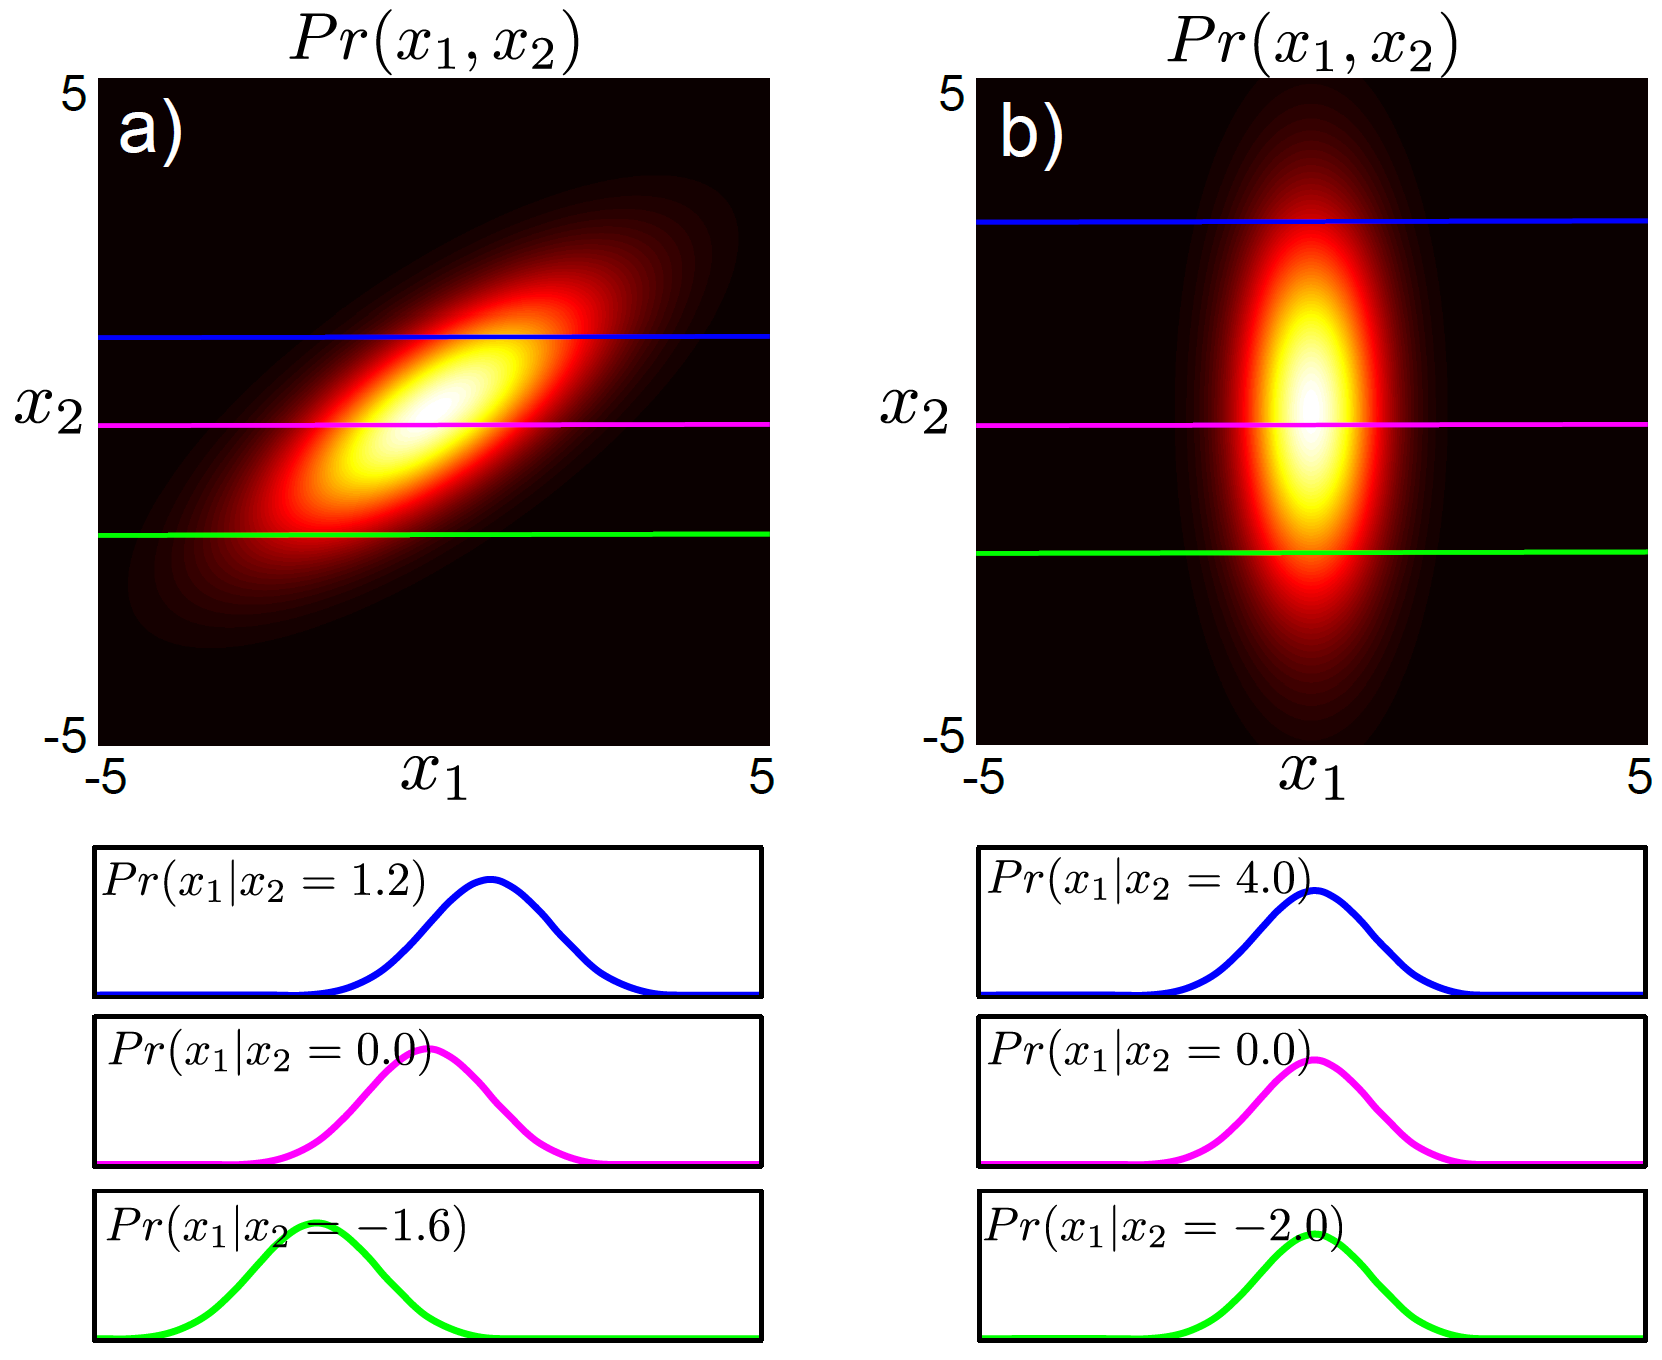 Pr(x₁, x₂)
5
a)
x₂
-5
-5
x₁
5
Pr(x₁|x₂ = 1.2)
Pr(x₁|x₂ = 0.0)
Pr(x₁|x₂ = −1.6)
Pr(x₁, x₂)
5
b)
x₂
-5
-5
x₁
5
Pr(x₁|x₂ = 4.0)
Pr(x₁|x₂ = 0.0)
Pr(x₁|x₂ = −2.0)